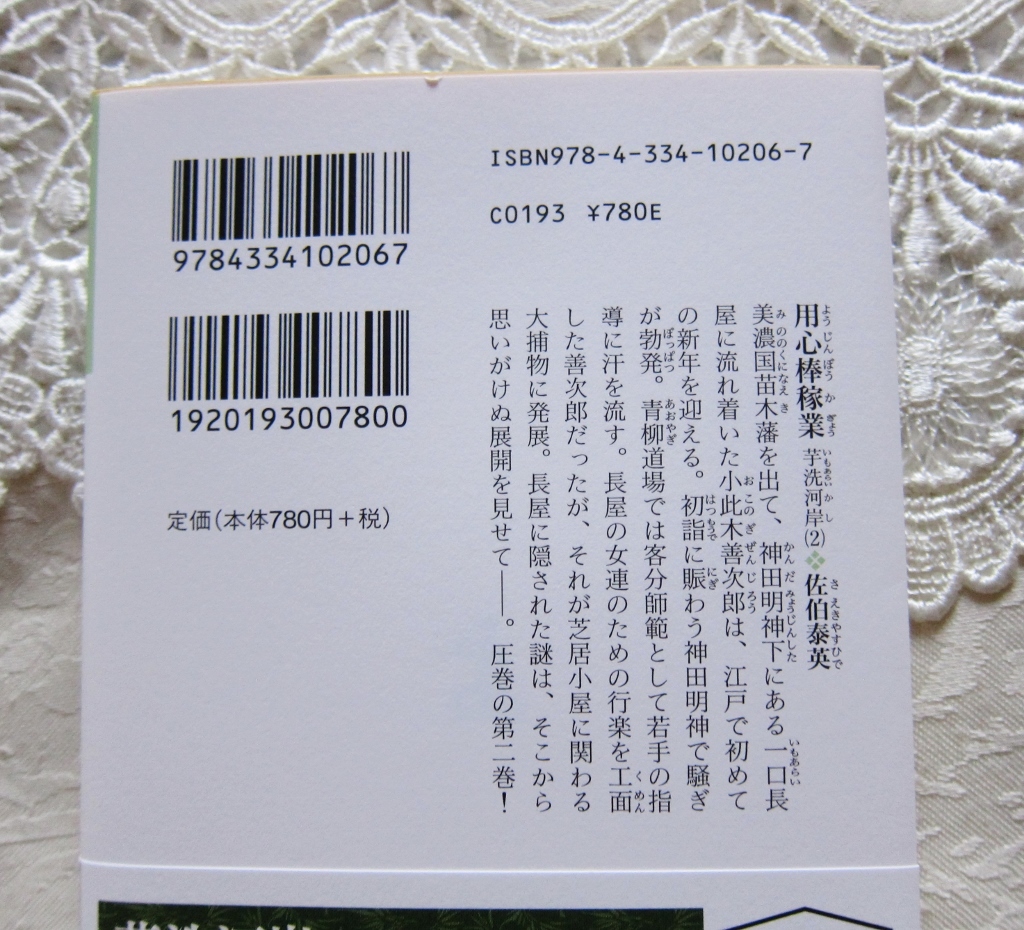 ISBN978-4-334-10206-7
C0193 ¥780E
9784334102067
1920193007800
定価(本体780円+税)
用心棒稼業 芋洗河岸(2)❖佐伯泰英
美濃国苗木藩を出て、神田明神下にある一口長
屋に流れ着いた小此木善次郎は、江戸で初めて
の新年を迎える。初詣に賑わう神田明神で騒ぎ
が勃発。青柳道場では客分師範として若手の指
導に汗を流す。長屋の女連のための行楽を工面
した善次郎だったが、それが芝居小屋に関わる
大捕物に発展。長屋に隠された謎は、そこから
思いがけぬ展開を見せて――。圧巻の第二巻!